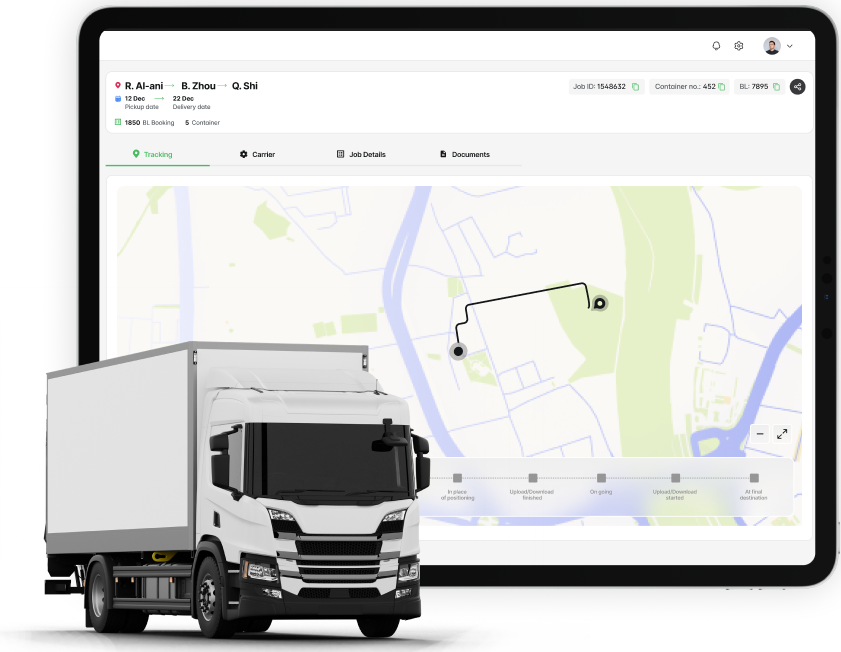 R. Al-ani → B. Zhou → Q. Shi
Job ID: 1548632
Container no.: 452
BL: 7895
12 Dec → 22 Dec
Pickup date Delivery date
1850 BL Booking 5 Container
Tracking
Carrier
Job Details
Documents
In place
of positioning
Upload/Download
finished
On going
Upload/Download
started
At final
destination